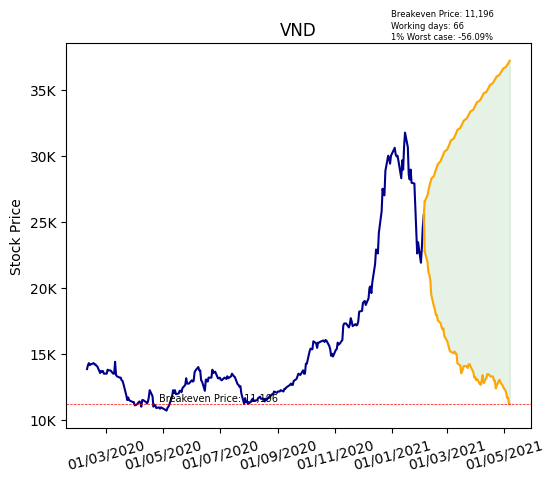 Breakeven Price: 11,196
Working days: 66
1% Worst case: -56.09%
VND
Stock Price
35K
30K
25K
20K
15K
10K
Breakeven Price: 11,196
01/03/2020
01/05/2020
01/07/2020
01/09/2020
01/11/2020
01/01/2021
01/03/2021
01/05/2021